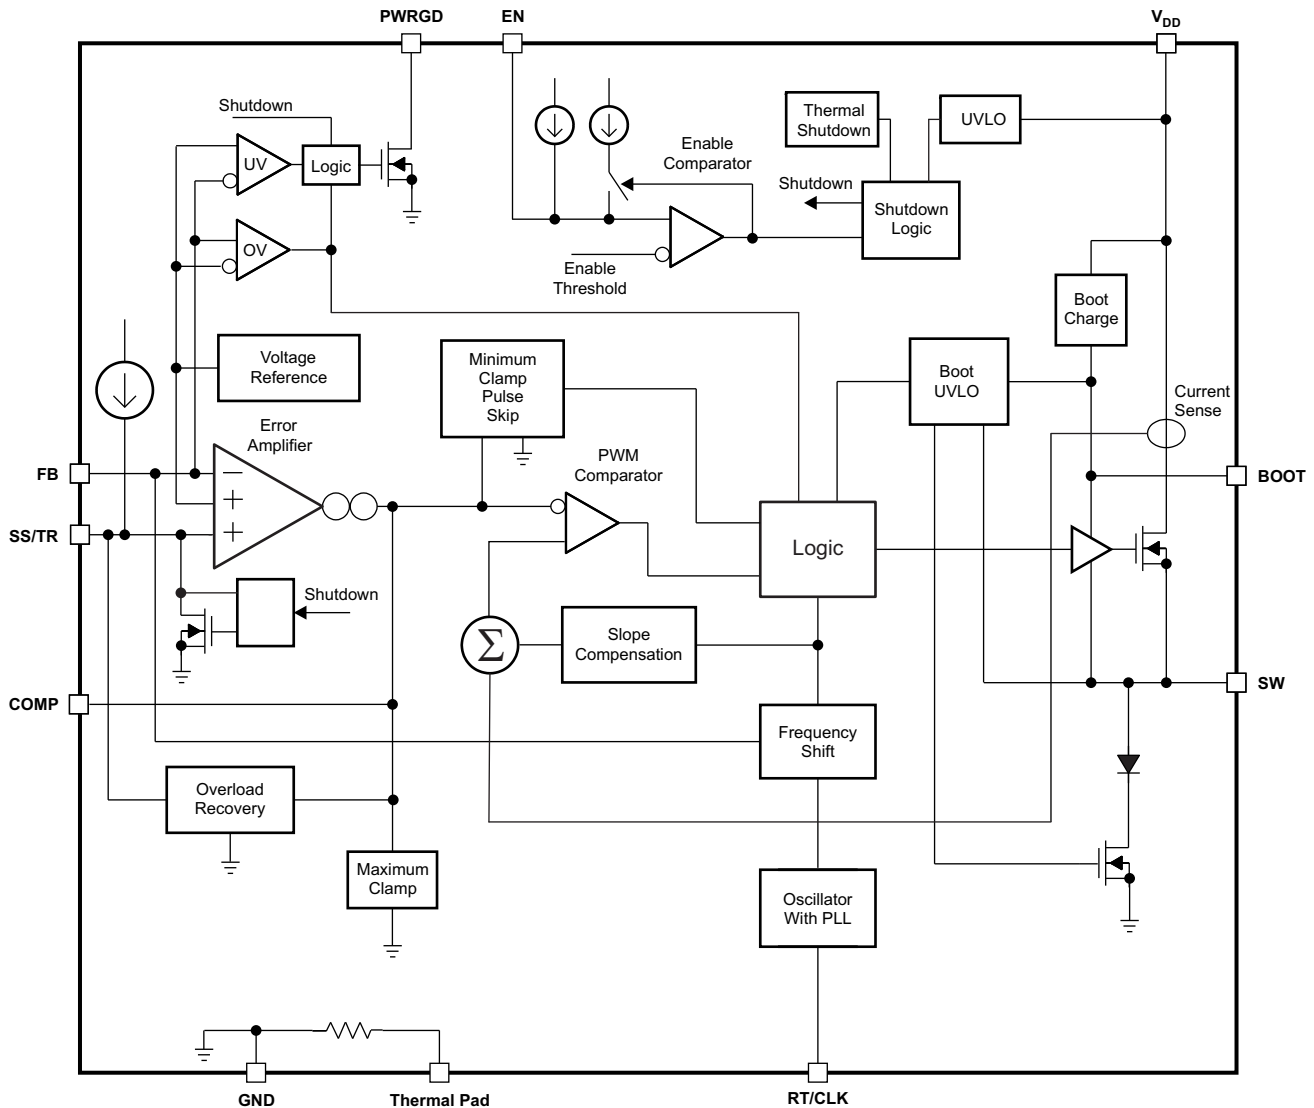 PWRGD
EN
VDD
Shutdown
UV
Logic
OV
Enable
Comparator
Thermal
Shutdown
UVLO
Shutdown
Shutdown
Logic
Enable
Threshold
Boot
Charge
Voltage
Reference
Minimum
Clamp
Pulse
Skip
Boot
UVLO
Current
Sense
Error
Amplifier
PWM
Comparator
FB
−
+
+
SS/TR
BOOT
Logic
Shutdown
Σ
Slope
Compensation
SW
COMP
Frequency
Shift
Overload
Recovery
Maximum
Clamp
Oscillator
With PLL
GND
Thermal Pad
RT/CLK